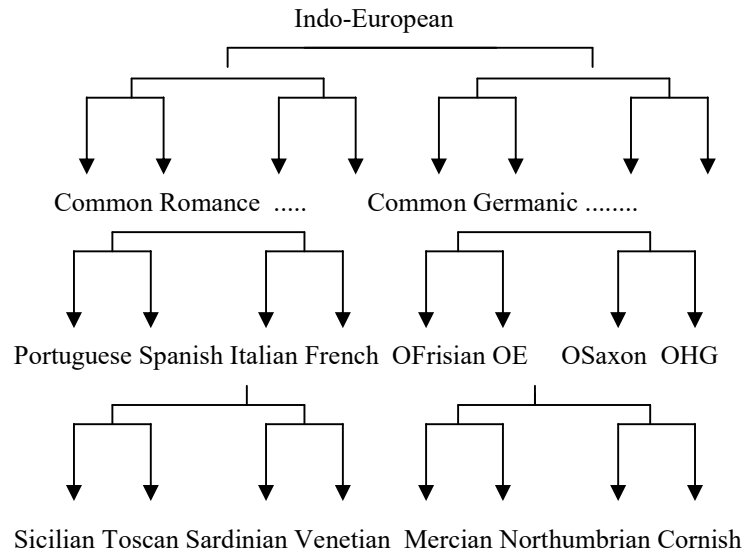 Indo-European
Common Romance ..... Common Germanic ........
Portuguese Spanish Italian French OFrisian OE OSaxon OHG
Sicilian Toscan Sardinian Venetian Mercian Northumbrian Cornish